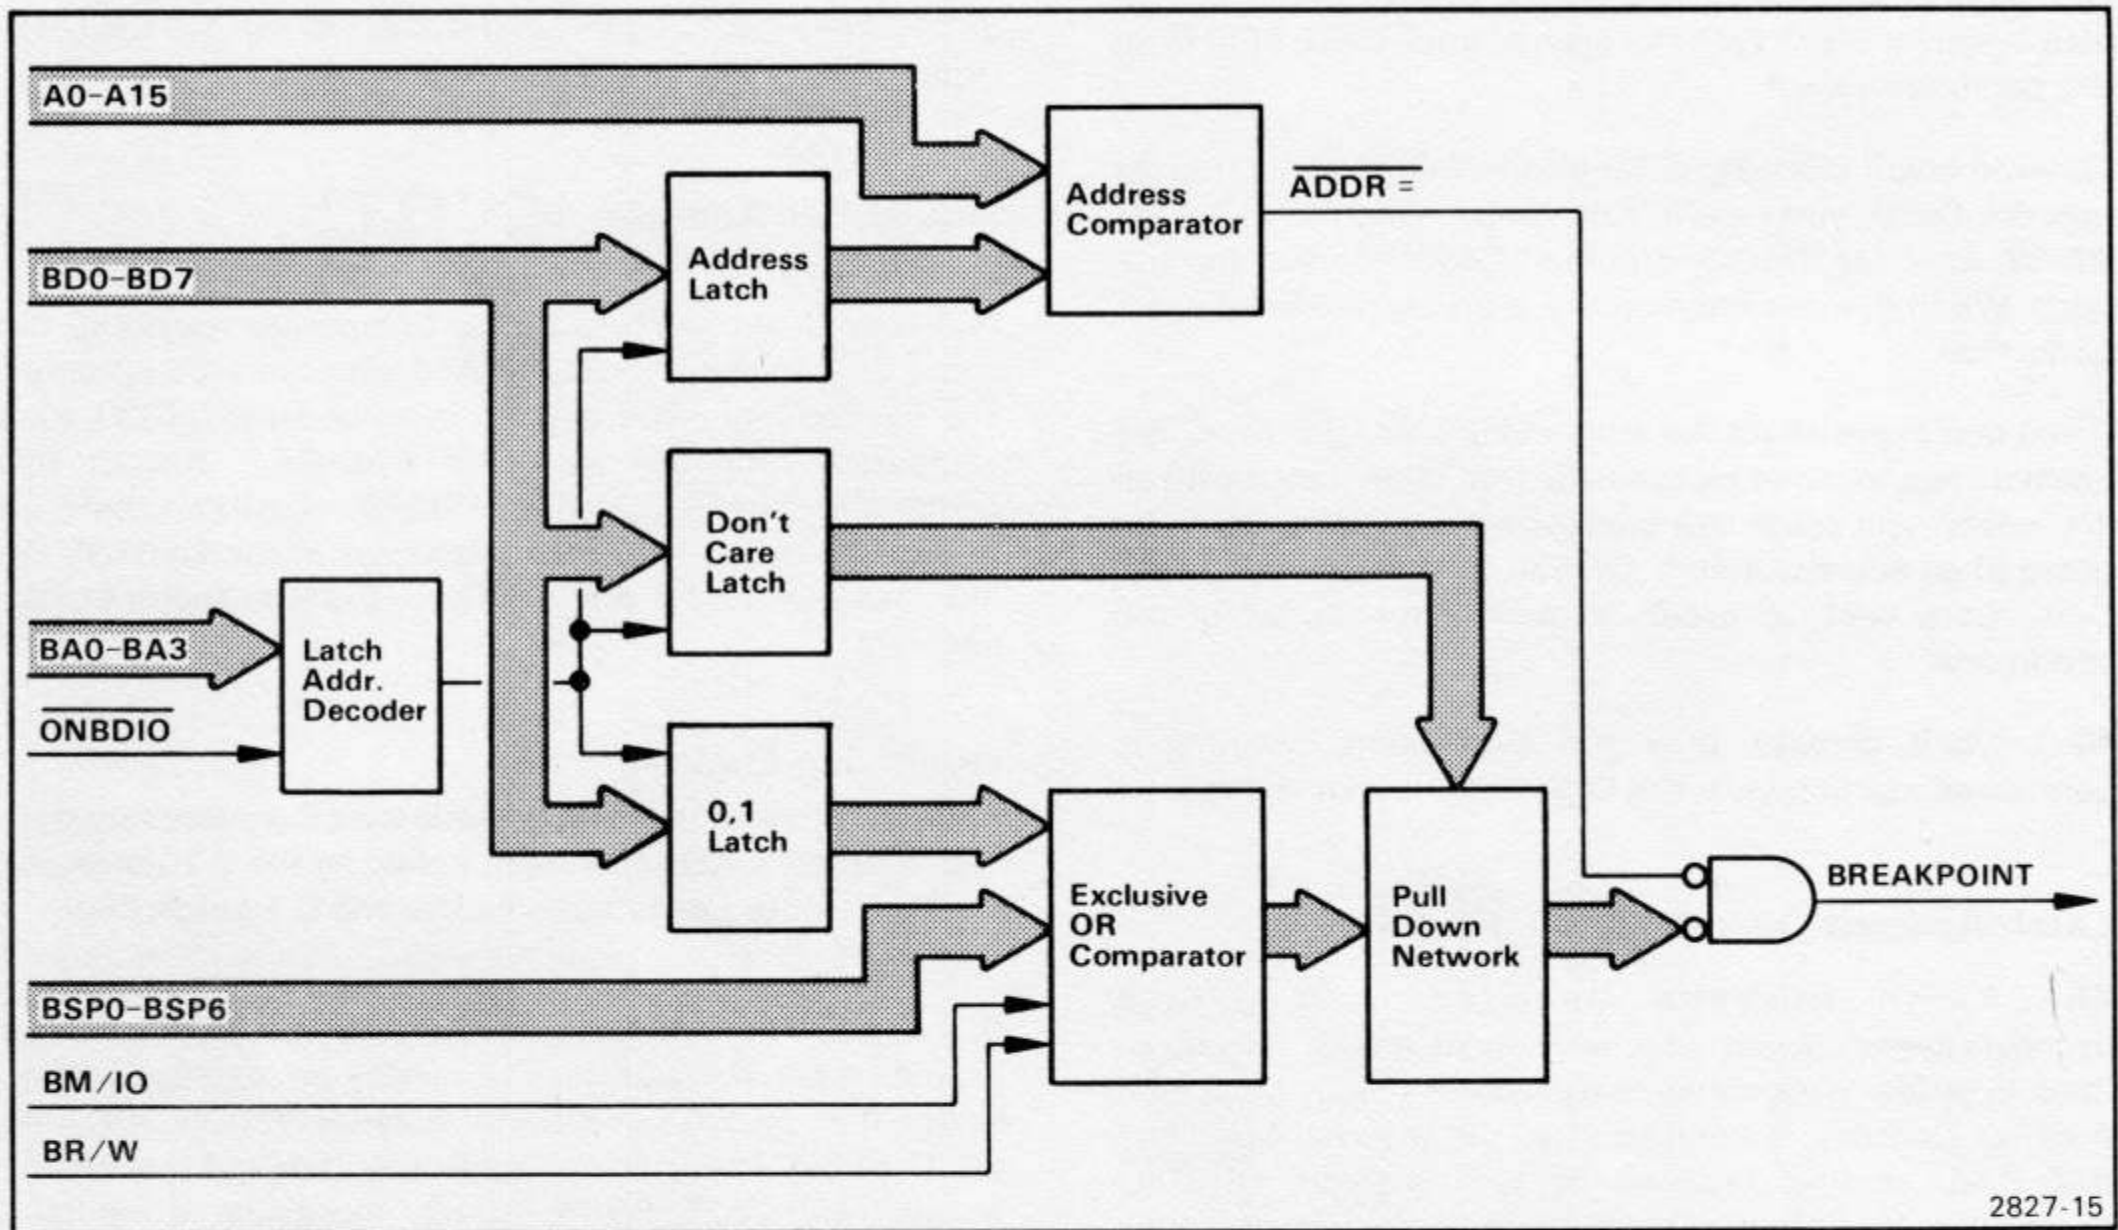 A0-A15
Address
Comparator
ADDR =
Address
Latch
BD0-BD7
Don't
Care
Latch
BA0-BA3
Latch
Addr.
Decoder
ONBDIO
0,1
Latch
Exclusive
OR
Comparator
Pull
Down
Network
BREAKPOINT
BSP0-BSP6
BM/IO
BR/W
2827-15